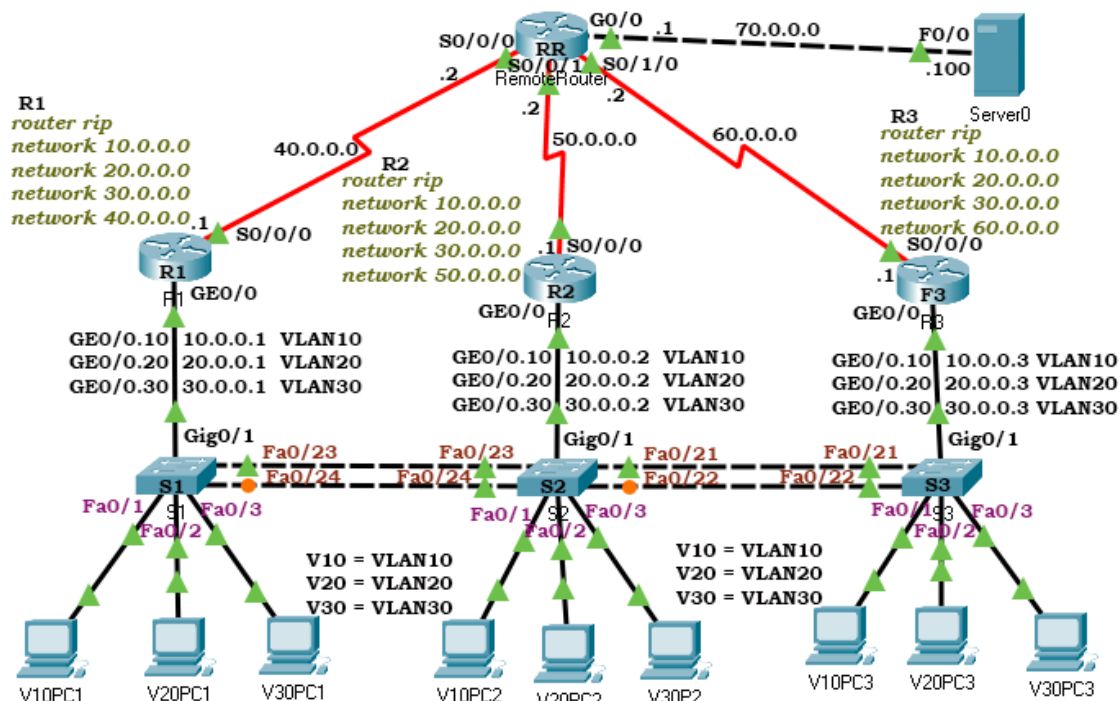 G0/0
.1
70.0.0.0
F0/0
.100
Server0
S0/0/0
RR
S0/0/1
S0/1/0
RemoteRouter
.2
.2
.2
R1
router rip
network 10.0.0.0
network 20.0.0.0
network 30.0.0.0
network 40.0.0.0
40.0.0.0
50.0.0.0
60.0.0.0
R2
router rip
network 10.0.0.0
network 20.0.0.0
network 30.0.0.0
network 50.0.0.0
R3
router rip
network 10.0.0.0
network 20.0.0.0
network 30.0.0.0
network 60.0.0.0
.1
S0/0/0
R1
GE0/0
.1
S0/0/0
R2
GE0/0
S0/0/0
.1
F3
GE0/0
GE0/0.10 10.0.0.1 VLAN10
GE0/0.20 20.0.0.1 VLAN20
GE0/0.30 30.0.0.1 VLAN30
GE0/0.10 10.0.0.2 VLAN10
GE0/0.20 20.0.0.2 VLAN20
GE0/0.30 30.0.0.2 VLAN30
GE0/0.10 10.0.0.3 VLAN10
GE0/0.20 20.0.0.3 VLAN20
GE0/0.30 30.0.0.3 VLAN30
Gig0/1
Gig0/1
Gig0/1
Fa0/23
Fa0/23
Fa0/21
Fa0/21
Fa0/24
Fa0/24
Fa0/22
Fa0/22
S1
S2
S3
Fa0/1
Fa0/2
Fa0/3
Fa0/1
Fa0/2
Fa0/3
Fa0/1
Fa0/2
Fa0/3
V10 = VLAN10
V20 = VLAN20
V30 = VLAN30
V10 = VLAN10
V20 = VLAN20
V30 = VLAN30
V10PC1
V20PC1
V30PC1
V10PC2
V20PC2
V30P2
V10PC3
V20PC3
V30PC3